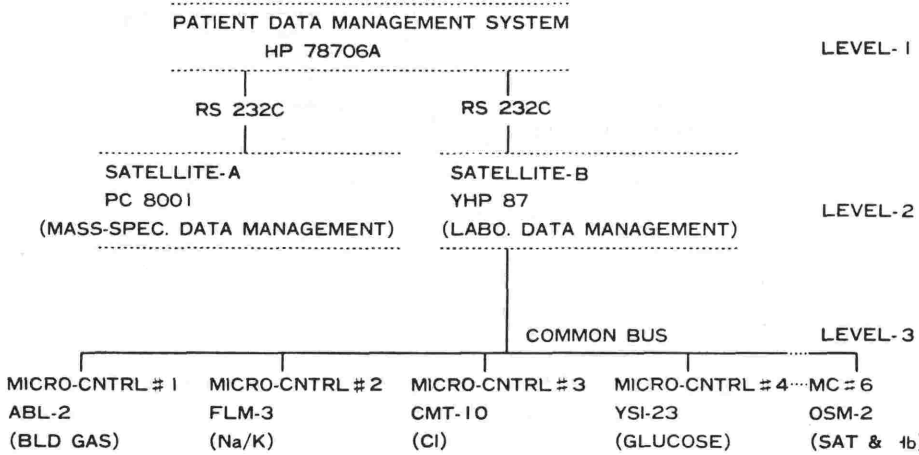 PATIENT DATA MANAGEMENT SYSTEM
HP 78706A
LEVEL-1
RS 232C
RS 232C
SATELLITE-A
PC 8001
(MASS-SPEC. DATA MANAGEMENT)
SATELLITE-B
YHP 87
(LABO. DATA MANAGEMENT)
LEVEL-2
COMMON BUS
LEVEL-3
MICRO-CNTRL#1
ABL-2
(BLD GAS)
MICRO-CNTRL#2
FLM-3
(Na/K)
MICRO-CNTRL#3
CMT-10
(Cl)
MICRO-CNTRL#4
YSI-23
(GLUCOSE)
MC#6
OSM-2
(SAT & Hb)